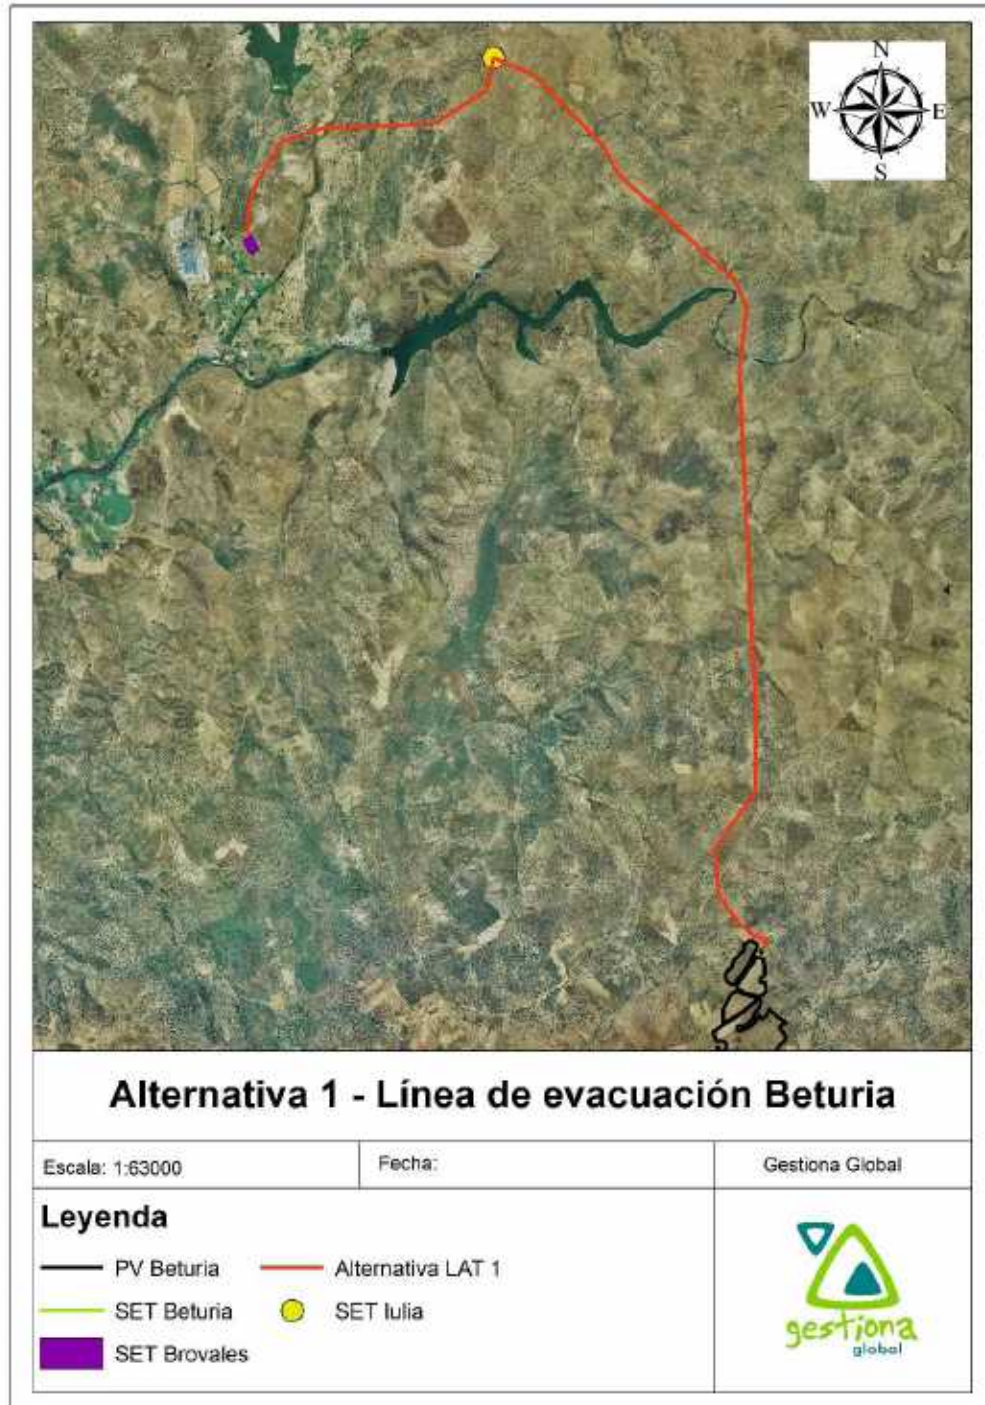 N
W E
S
Alternativa 1 - Línea de evacuación Beturia
Escala: 1:63000
Fecha:
Gestiona Global
Leyenda
PV Beturia
Alternativa LAT 1
SET Beturia
SET Iulia
SET Brovales
gestiona
global